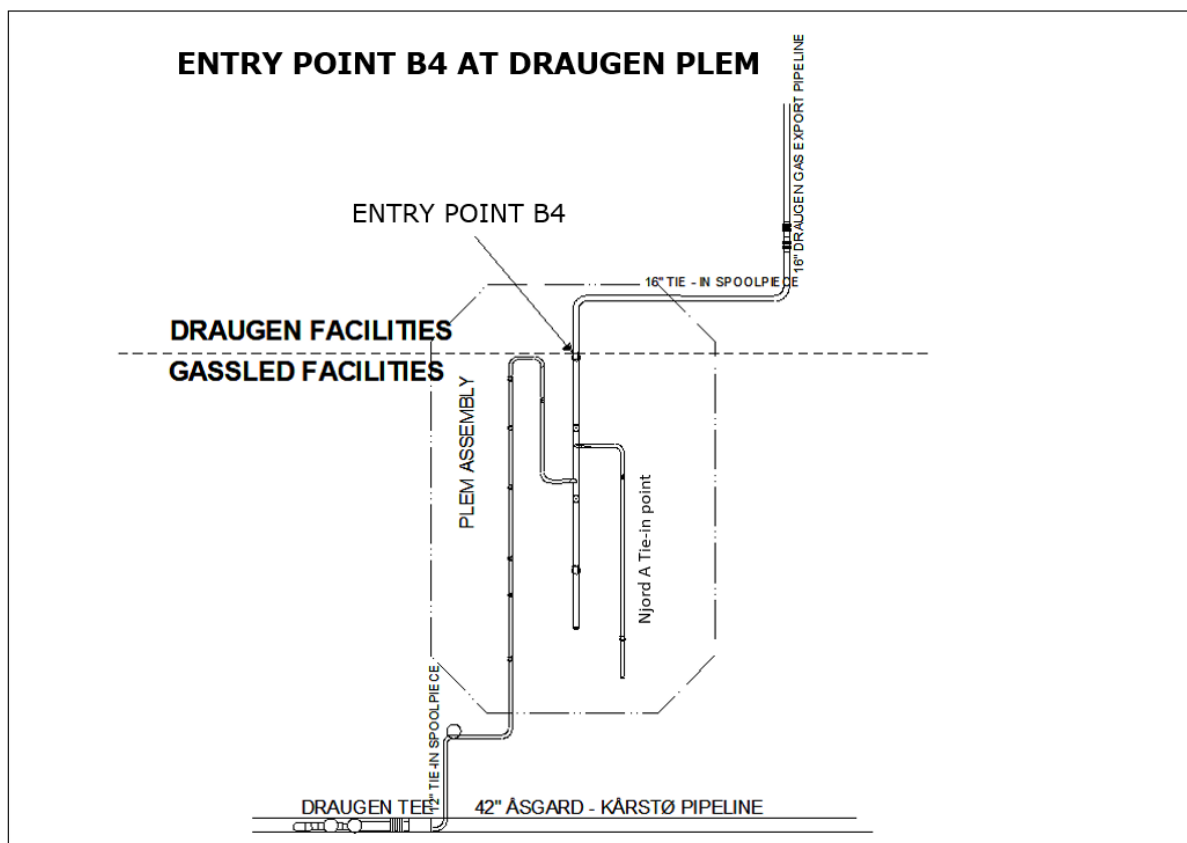 ENTRY POINT B4 AT DRAUGEN PLEM
16" DRAUGEN GAS EXPORT PIPELINE
ENTRY POINT B4
16" TIE - IN SPOOLPIECE
DRAUGEN FACILITIES
GASSLED FACILITIES
PLEM ASSEMBLY
Njord A Tie-in point
12" TIE-IN SPOOLPIECE
DRAUGEN TEE
42" ÅSGARD - KÅRSTØ PIPELINE